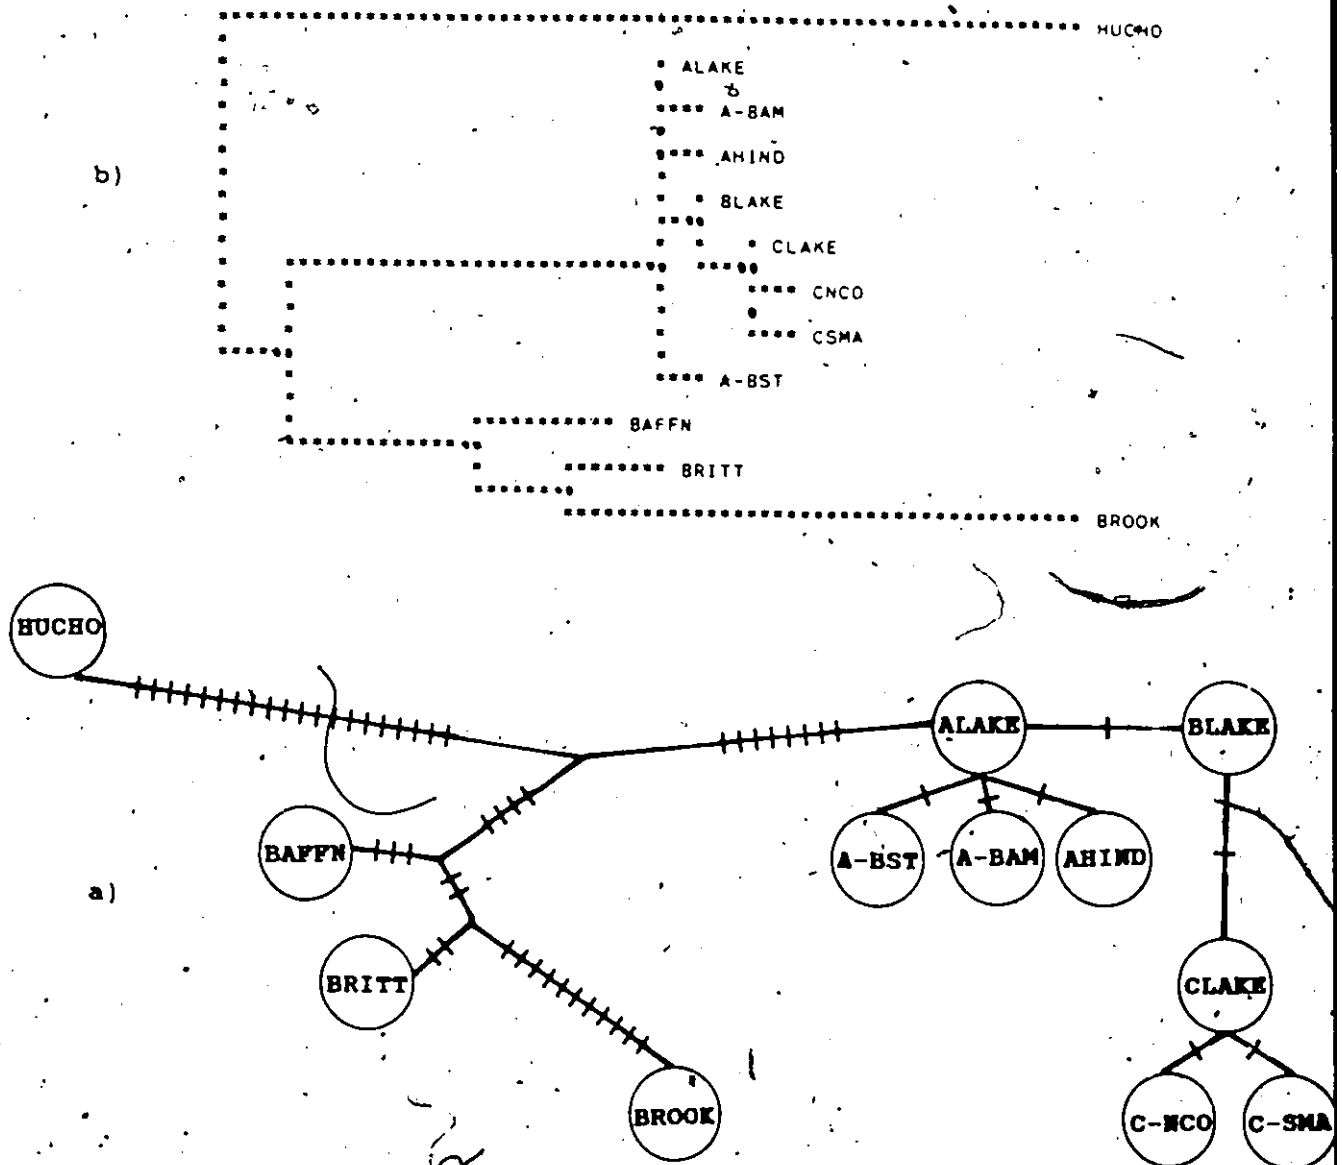 HUCHO
ALAKE
A-BAM
AHIND
b)
BLAKE
CLAKE
CNCO
CSMA
A-BST
BAFFN
BRITT
BROOK
HUCHO
ALAKE
BLAKE
BAFFN
A-BST
A-BAM
AHIND
a)
BRITT
CLAKE
BROOK
C-NCO
C-SMA